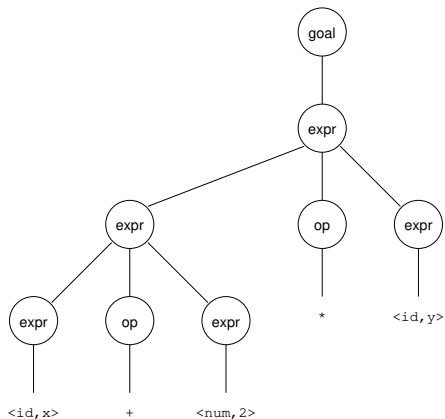 goal
expr
expr op expr
* <id,y>
expr op expr
<id,x> + <num,2>